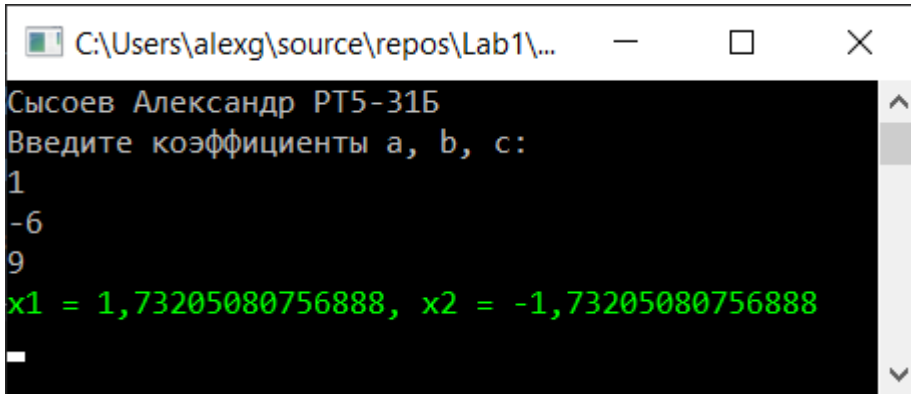 C:\Users\alexg\source\repos\Lab1\...
Сысоев Александр РТ5-31Б
Введите коэффициенты a, b, c:
1
-6
9
x1 = 1,73205080756888, x2 = -1,73205080756888